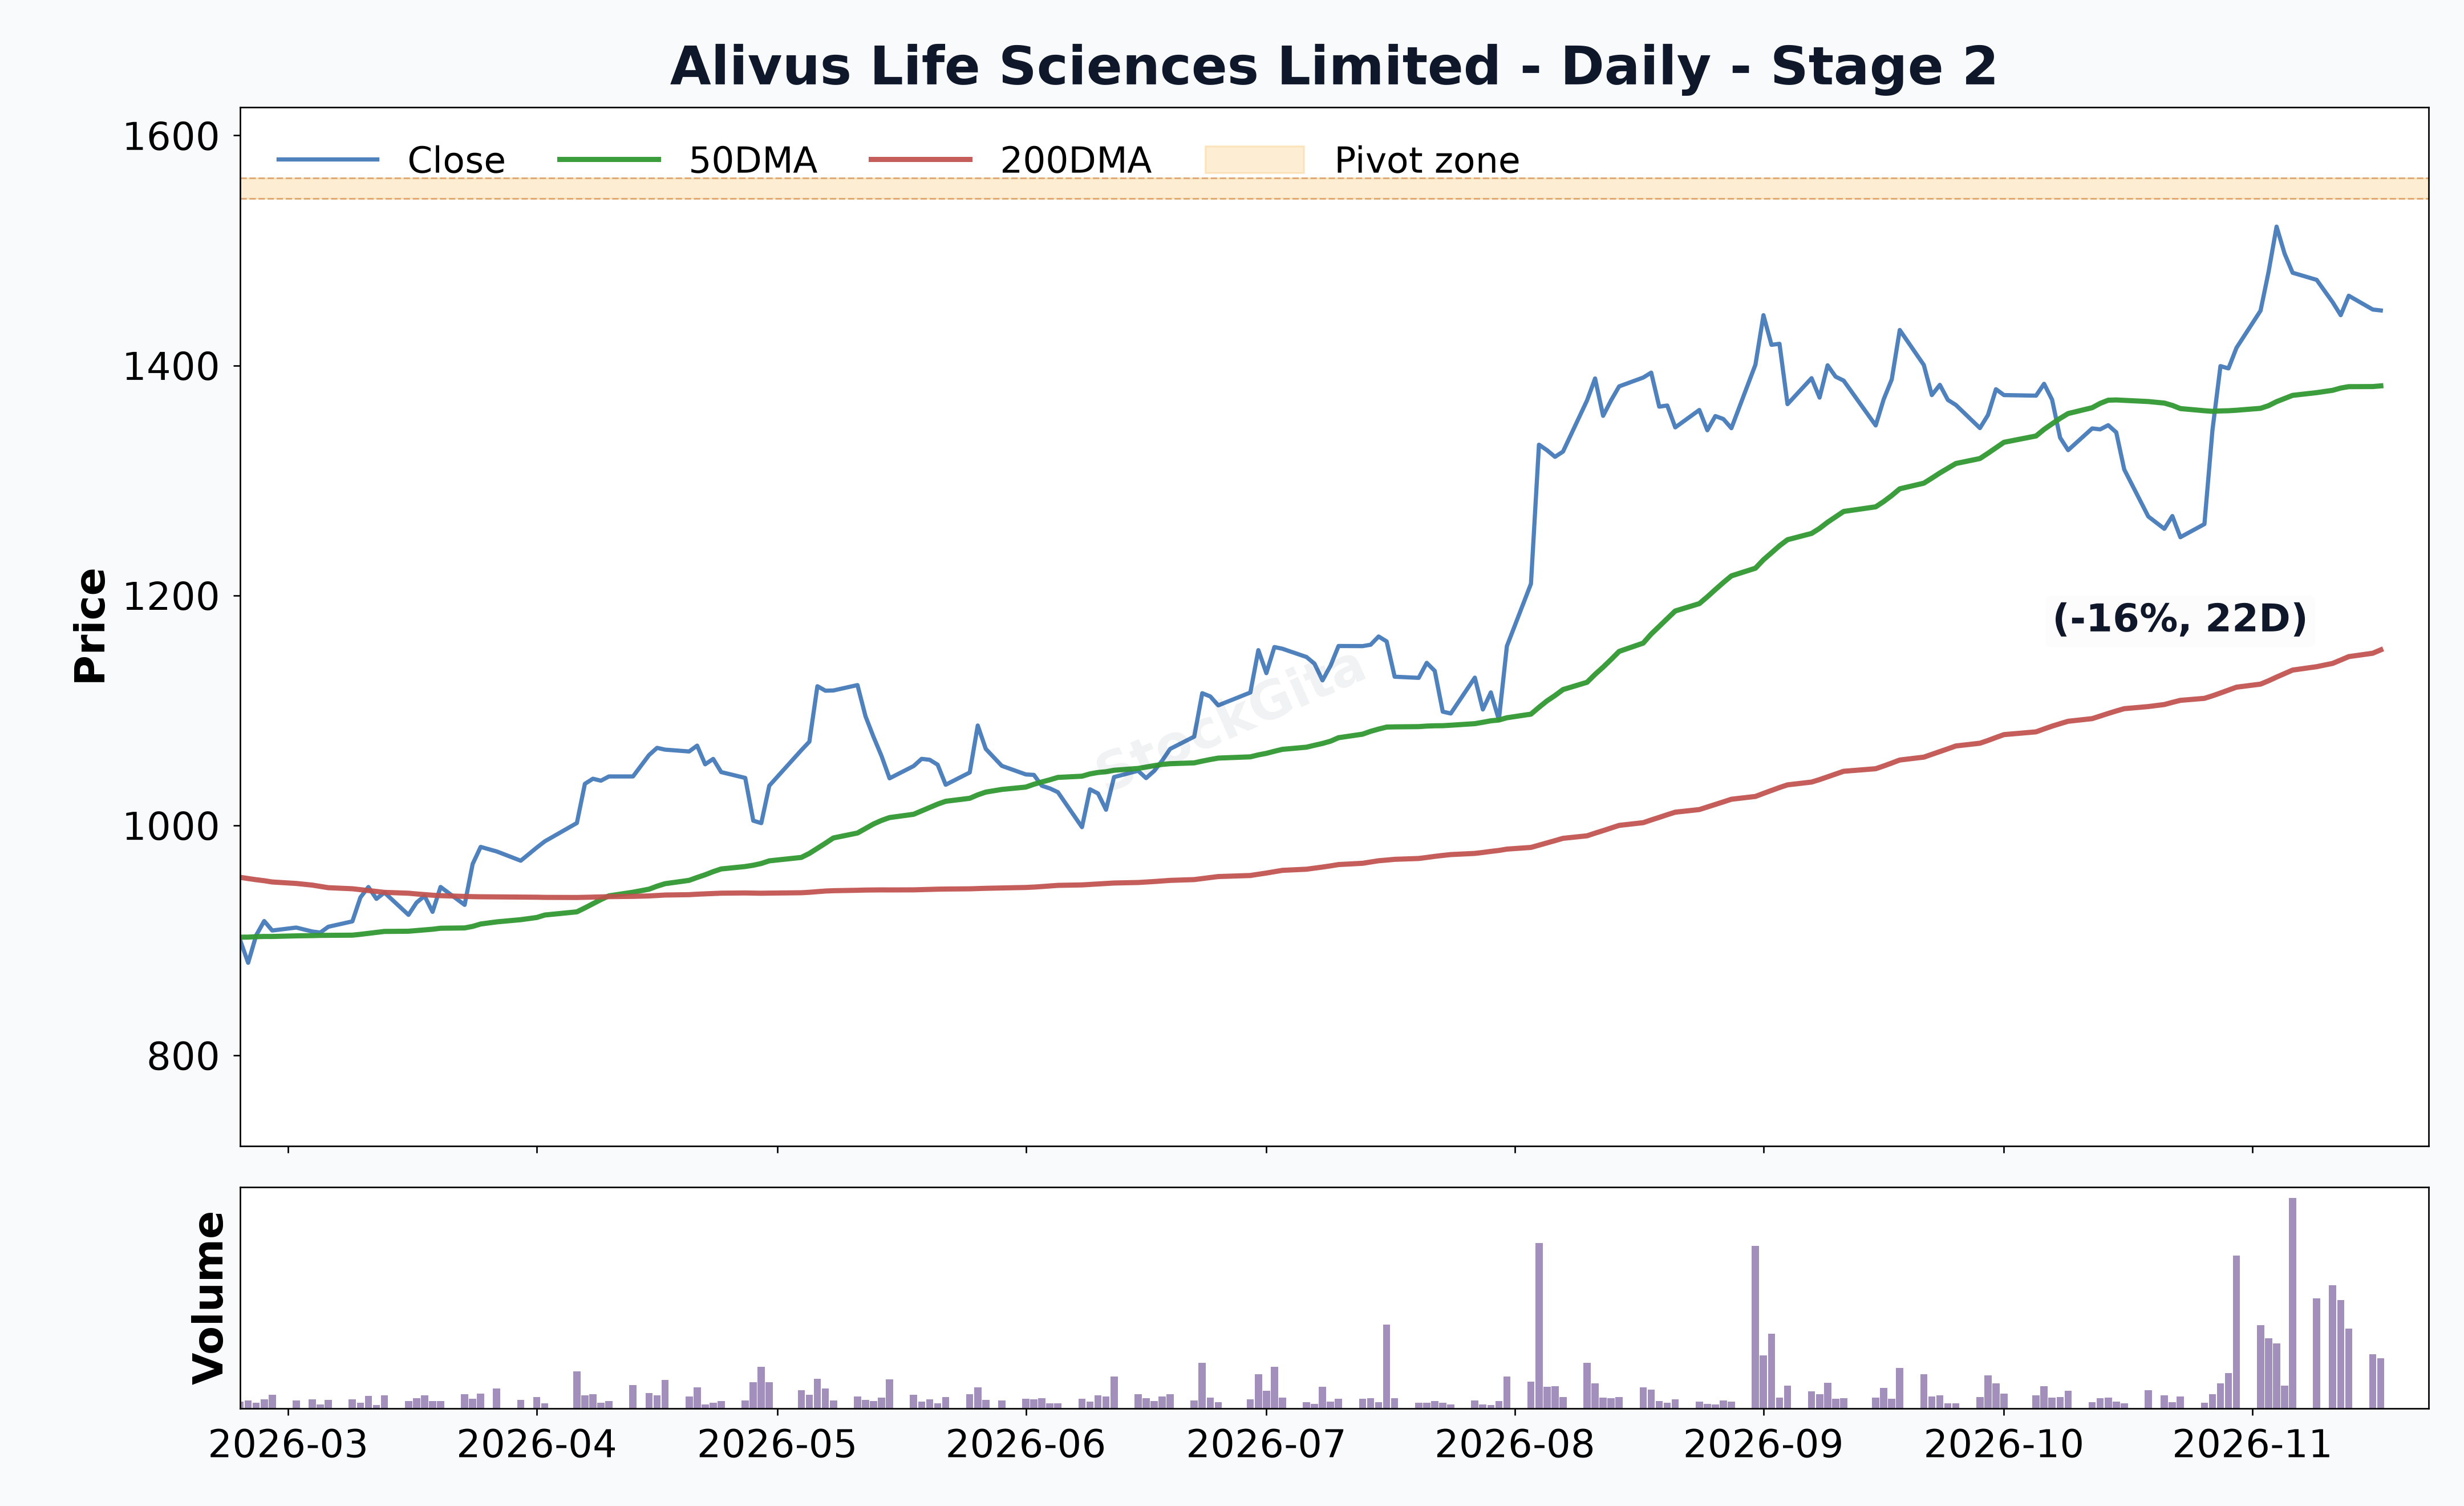 Alivus Life Sciences Limited - Daily - Stage 2
Close 50DMA 200DMA Pivot zone
Price
1600
1400
1200
1000
800
(-16%, 22D)
StockGita
Volume
2026-03 2026-04 2026-05 2026-06 2026-07 2026-08 2026-09 2026-10 2026-11